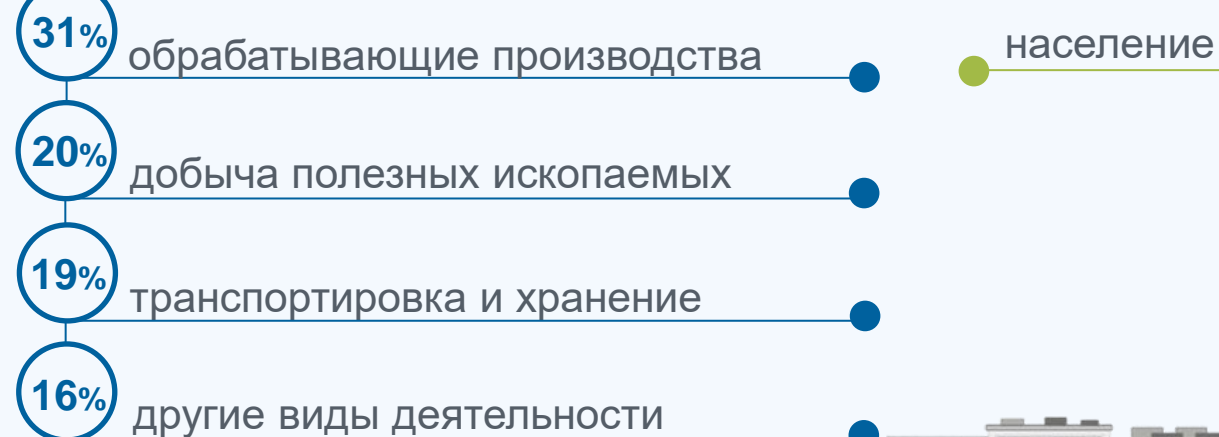 31% обрабатывающие производства
население
20% добыча полезных ископаемых
19% транспортировка и хранение
16% другие виды деятельности